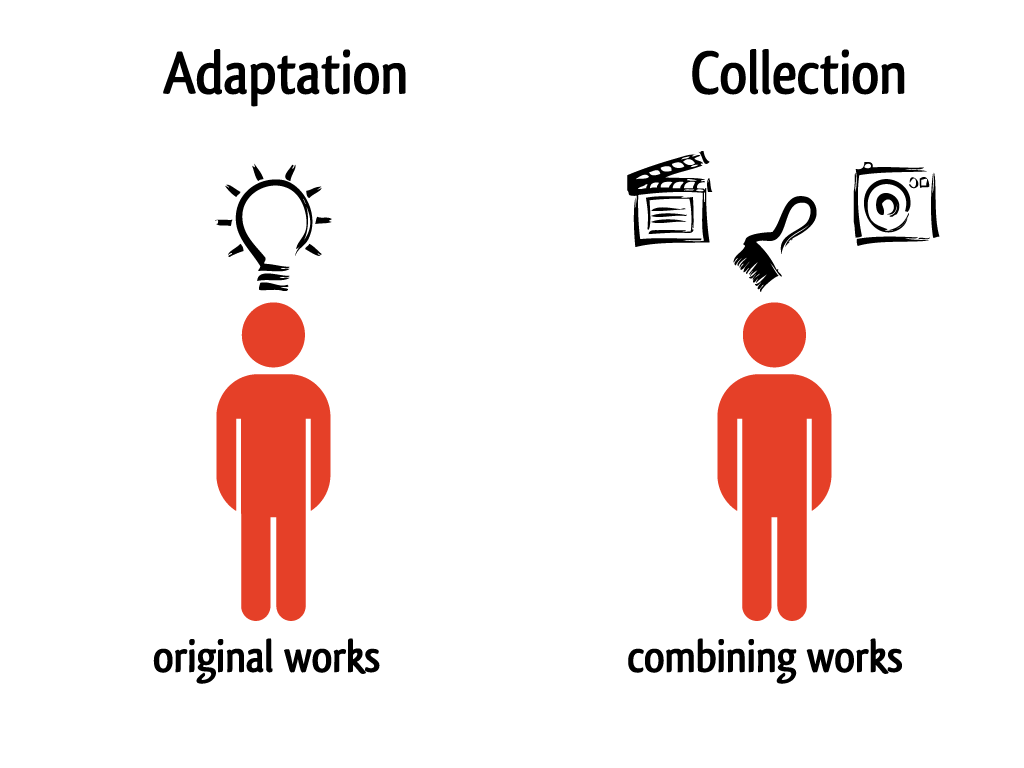 Adaptation
Collection
original works
combining works